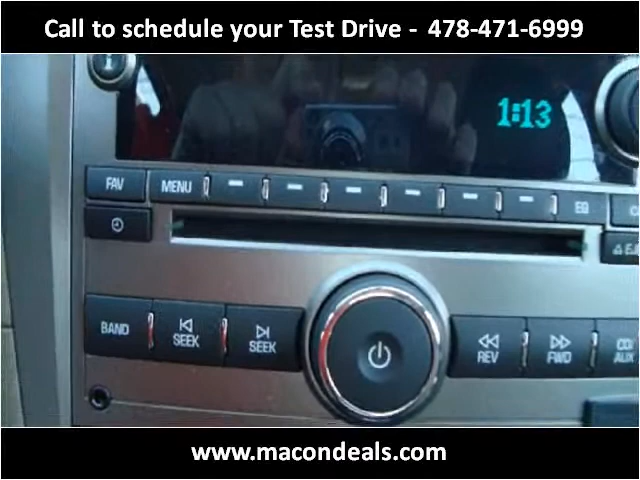 Call to schedule your Test Drive - 478-471-6999
1:13
FAV MENU EQ
BAND SEEK SEEK REV FWD CD/
AUX
www.macondeals.com